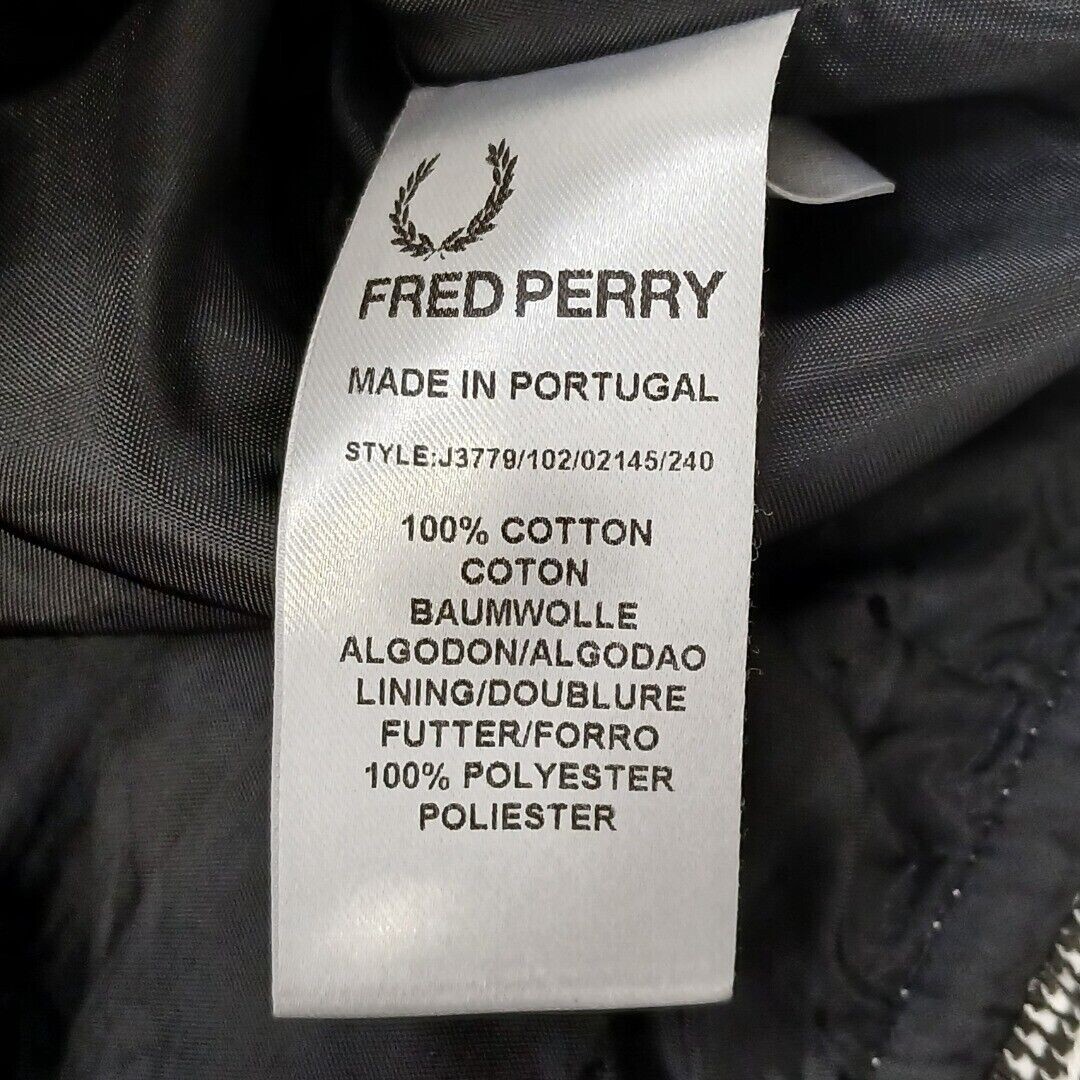 FRED PERRY
MADE IN PORTUGAL
STYLE:J3779/102/02145/240
100% COTTON
COTON
BAUMWOLLE
ALGODON/ALGODAO
LINING/DOUBLURE
FUTTER/FORRO
100% POLYESTER
POLIESTER